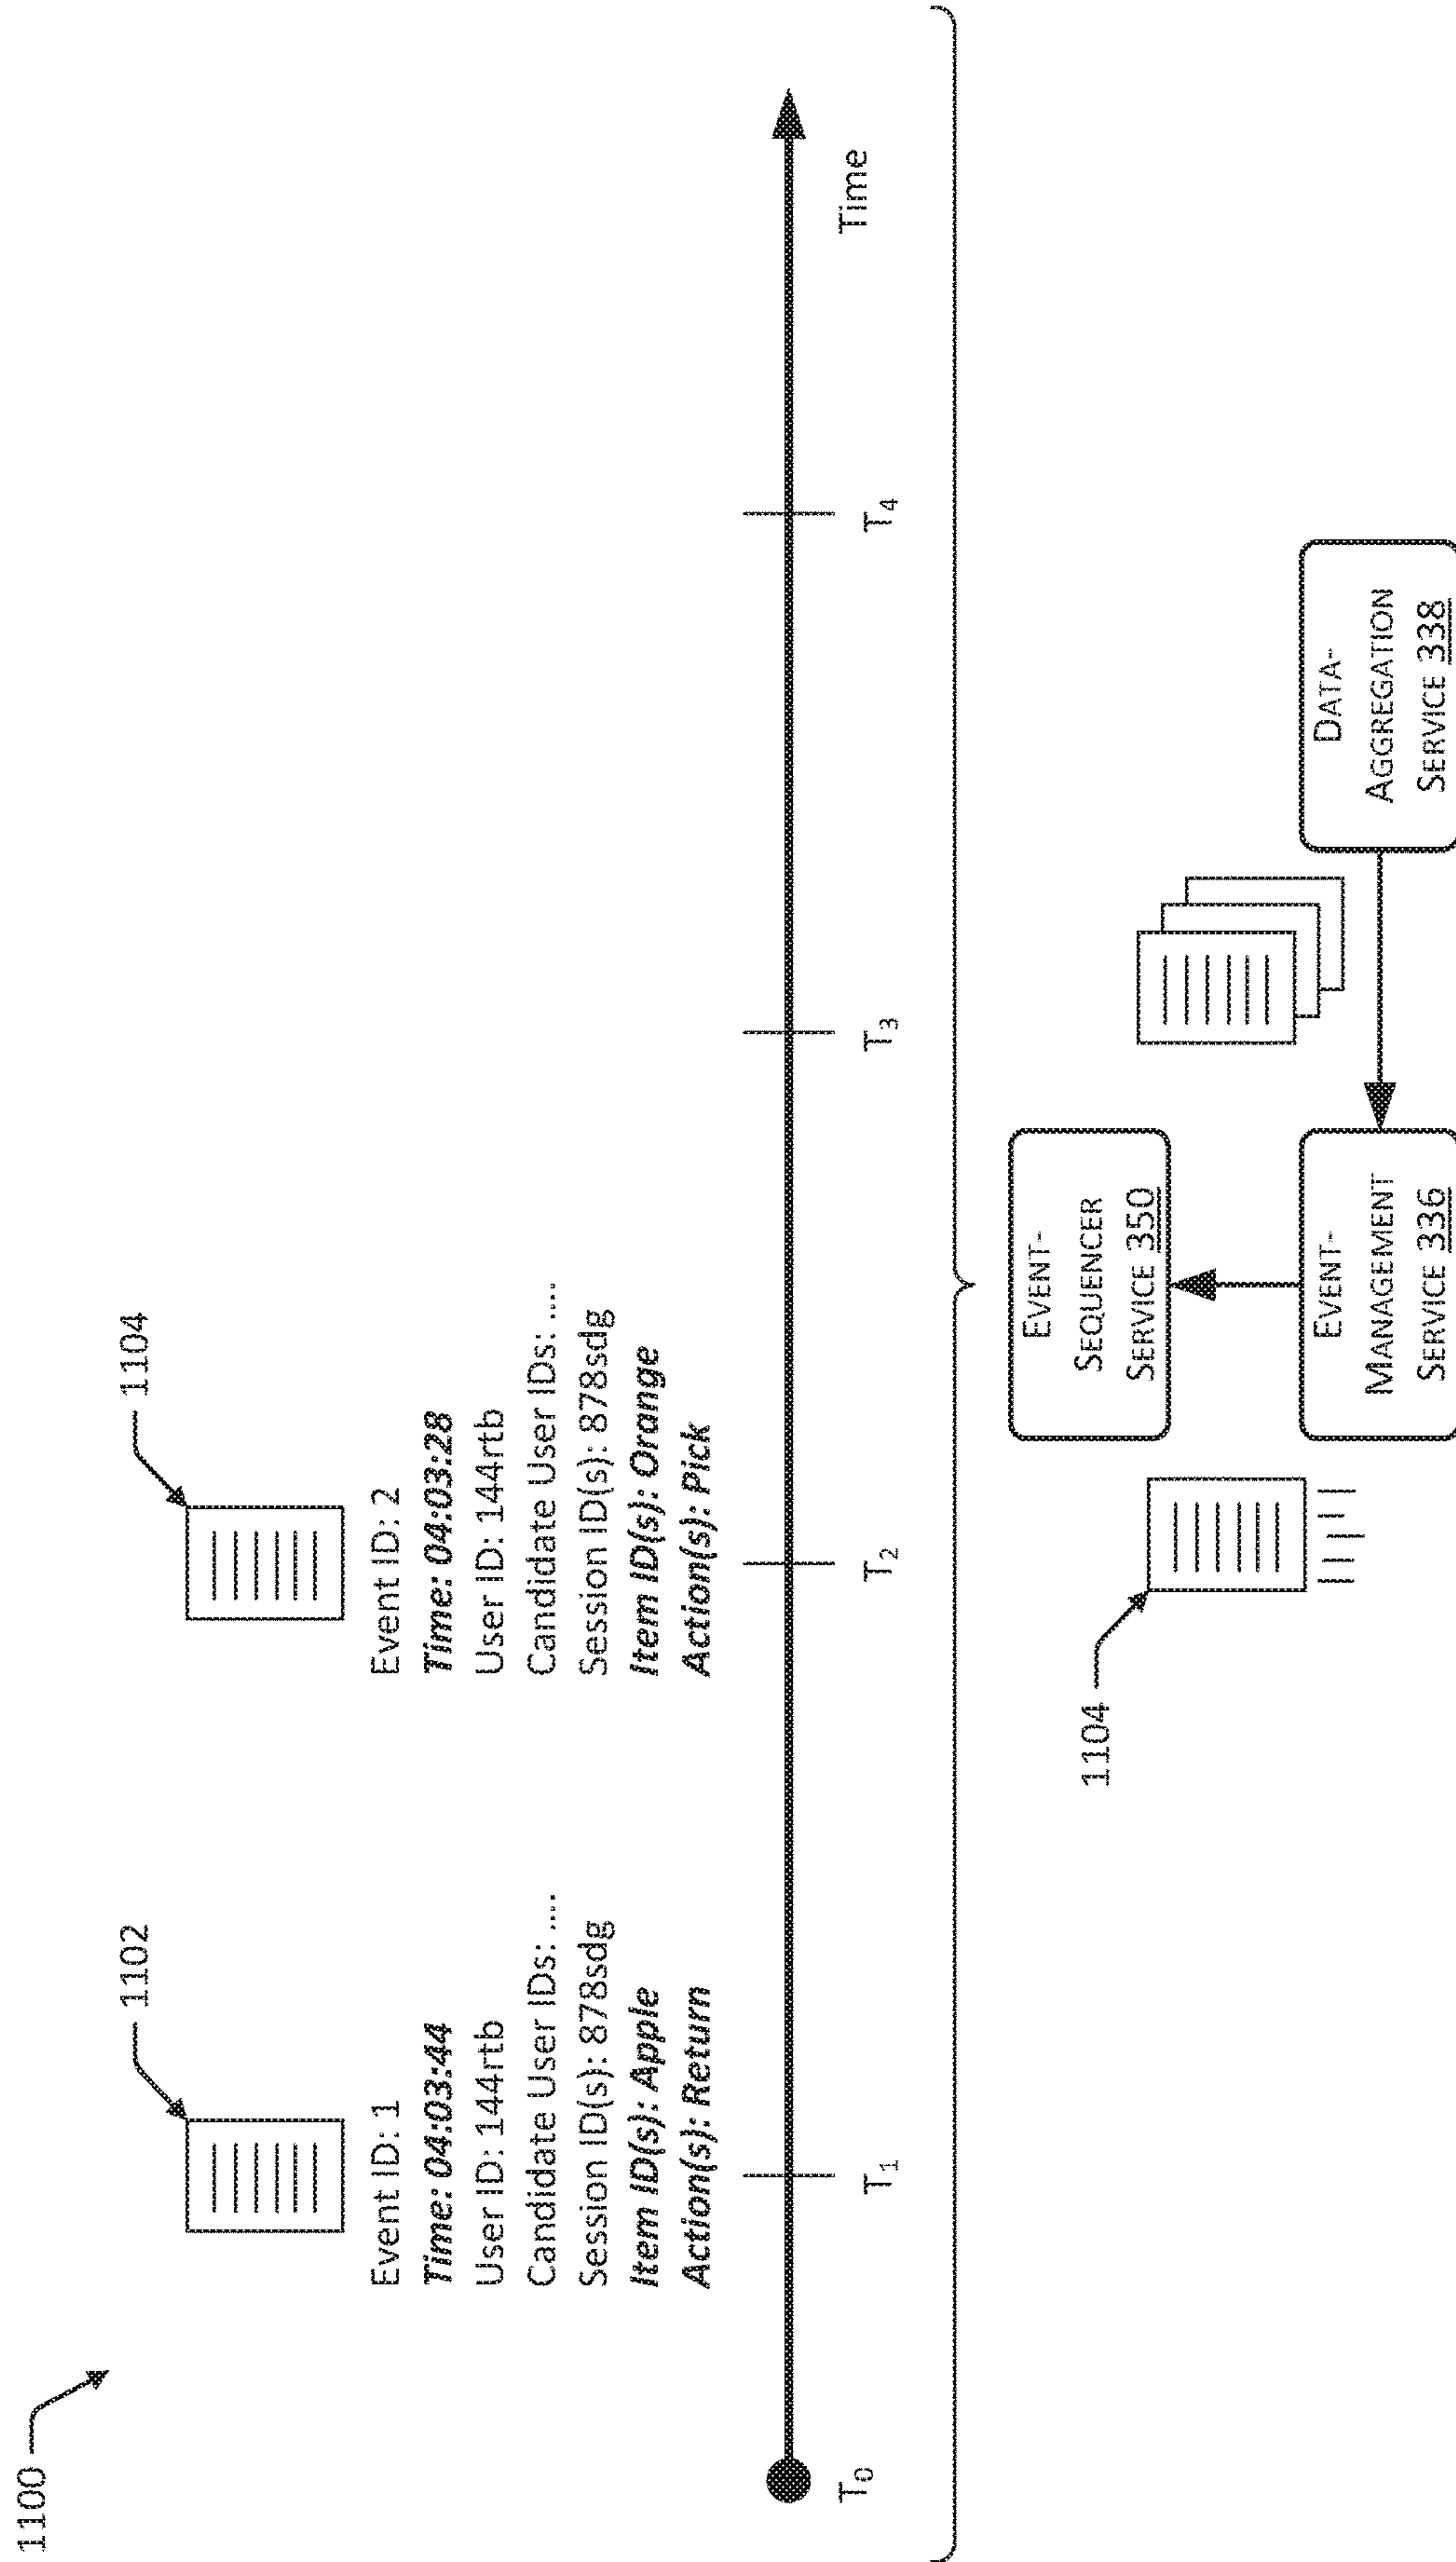 1100
1102
Event ID: 1
Time: 04:03:44
User ID: 144rtb
Candidate User IDs: ....
Session ID(s): 878sdg
Item ID(s): Apple
Action(s): Return
1104
Event ID: 2
Time: 04:03:28
User ID: 144rtb
Candidate User IDs: ....
Session ID(s): 878sdg
Item ID(s): Orange
Action(s): Pick
T0
T1
T2
T3
T4
Time
1104
EVENT-
SEQUENCER
SERVICE 350
EVENT-
MANAGEMENT
SERVICE 336
DATA-
AGGREGATION
SERVICE 338